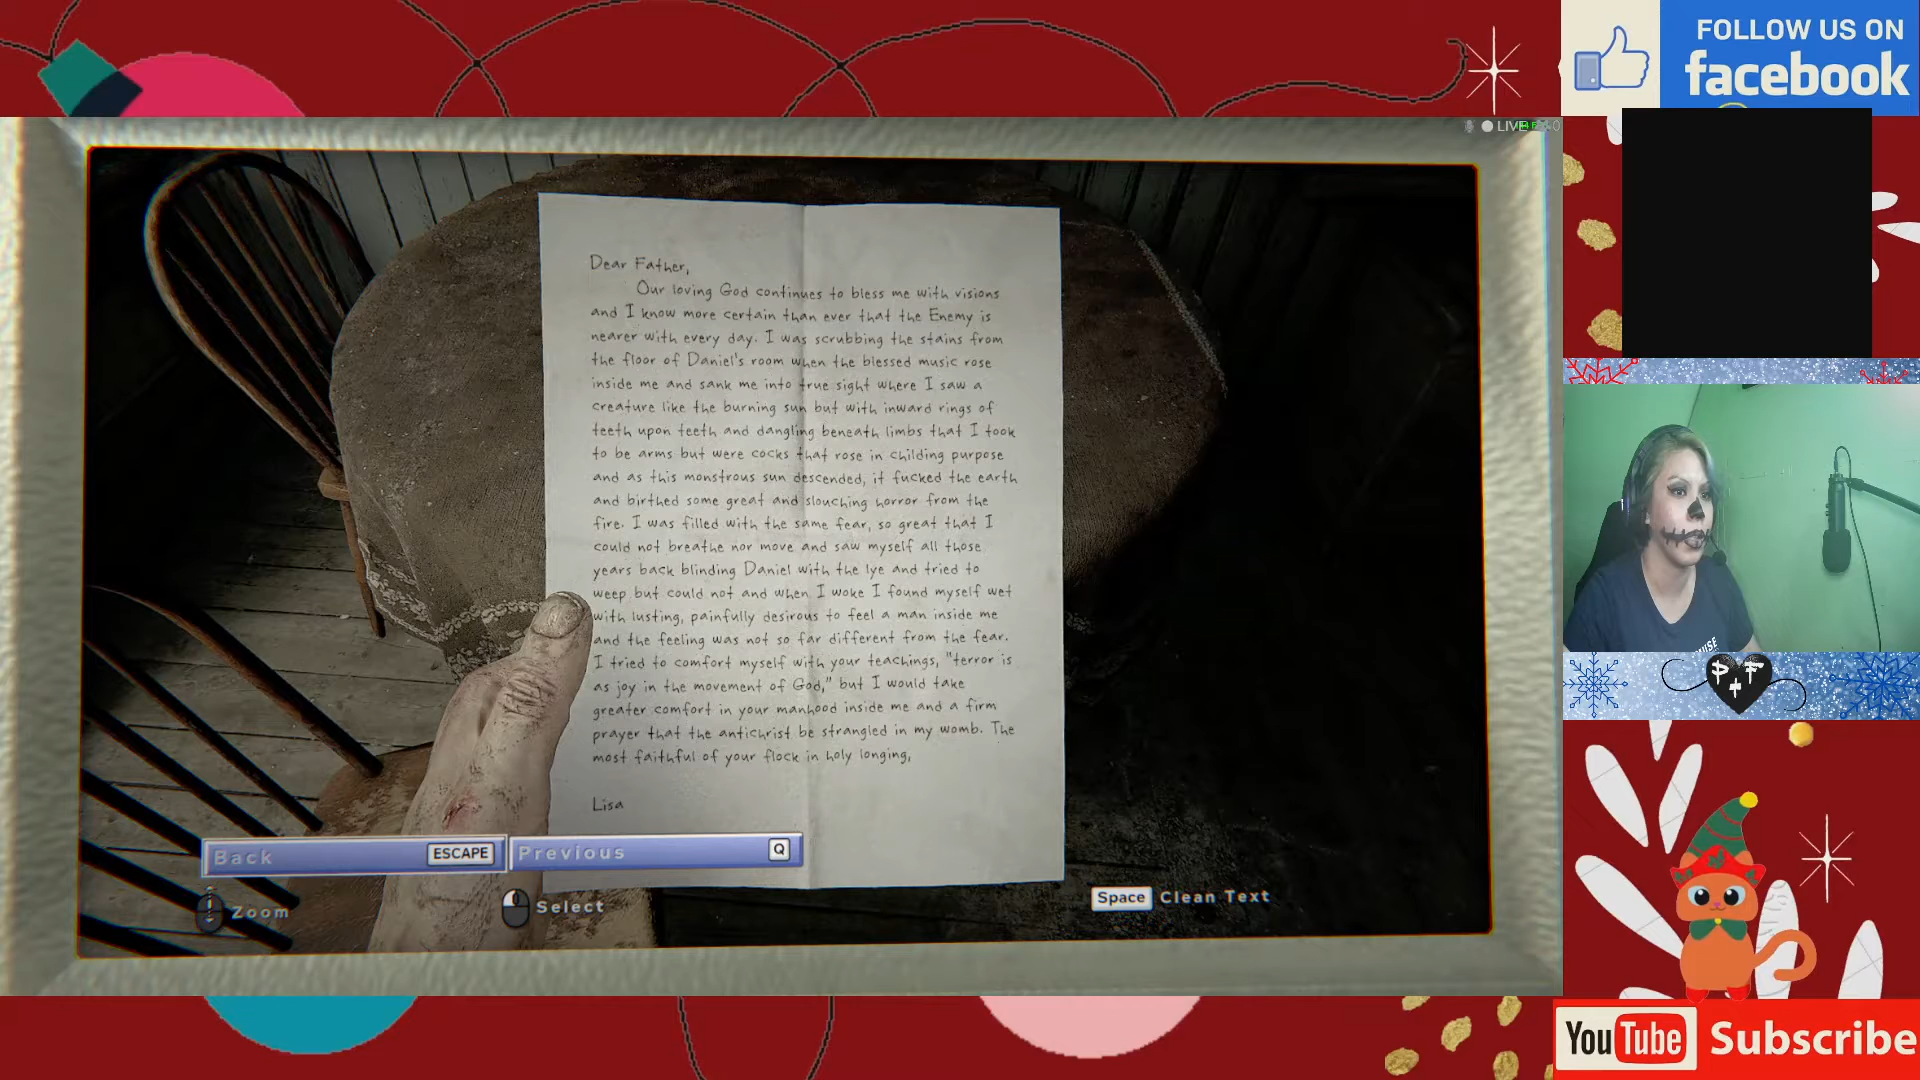 FOLLOW US ON
facebook
LIVE
Dear Father,
Our loving God continues to bless me with visions
and I know more certain than ever that the Enemy is
nearer with every day. I was scrubbing the stains from
the floor of Daniel's room when the blessed music rose
inside me and sank me into true sight where I saw a
creature like the burning sun but with inward rings of
teeth upon teeth and dangling beneath limbs that I took
to be arms but were cocks that rose in childing purpose
and as this monstrous sun descended, it fucked the earth
and birthed some great and slouching horror from the
fire. I was filled with the same fear, so great that I
could not breathe nor move and saw myself all those
years back blinding Daniel with the lye and tried to
weep but could not and when I woke I found myself wet
with lusting, painfully desirous to feel a man inside me
and the feeling was not so far different from the fear.
I tried to comfort myself with your teachings, "terror is
as joy in the movement of God," but I would take
greater comfort in your manhood inside me and a firm
prayer that the antichrist be strangled in my womb. The
most faithful of your flock in holy longing,
Lisa
Back ESCAPE Previous Q
Zoom Select Space Clean Text
P+F
YouTube Subscribe